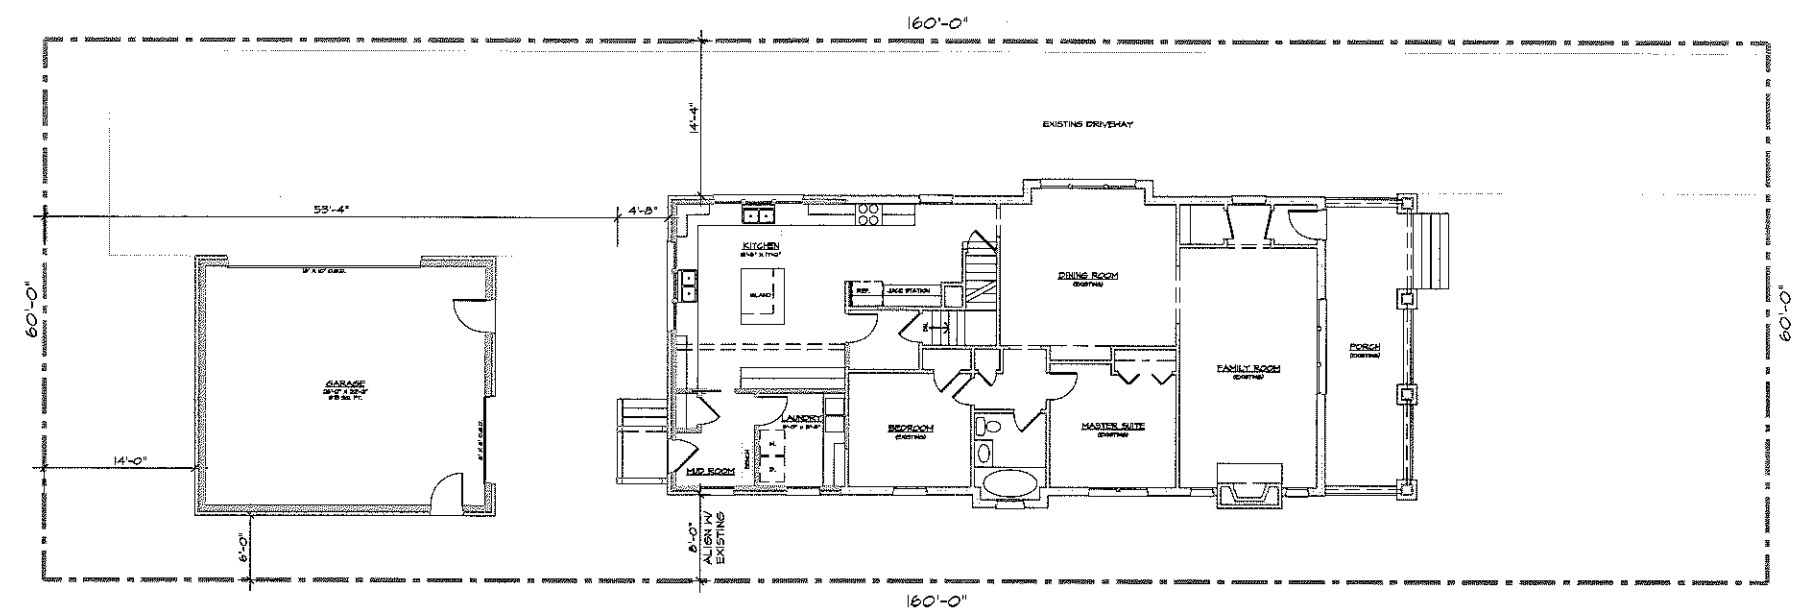 160'-0"
14'-4"
EXISTING DRIVEWAY
53'-4"
4'-8"
KITCHEN
ISLAND
REF.
DINING ROOM
(EXISTING)
DN.
60'-0"
60'-0"
PORCH
(EXISTING)
FAMILY ROOM
(EXISTING)
GARAGE
LAUNDRY
BEDROOM
(EXISTING)
MASTER SUITE
(EXISTING)
BENCH
W.
D.
MUD ROOM
14'-0"
6'-0"
8'-0"
ALIGN W/
EXISTING
160'-0"